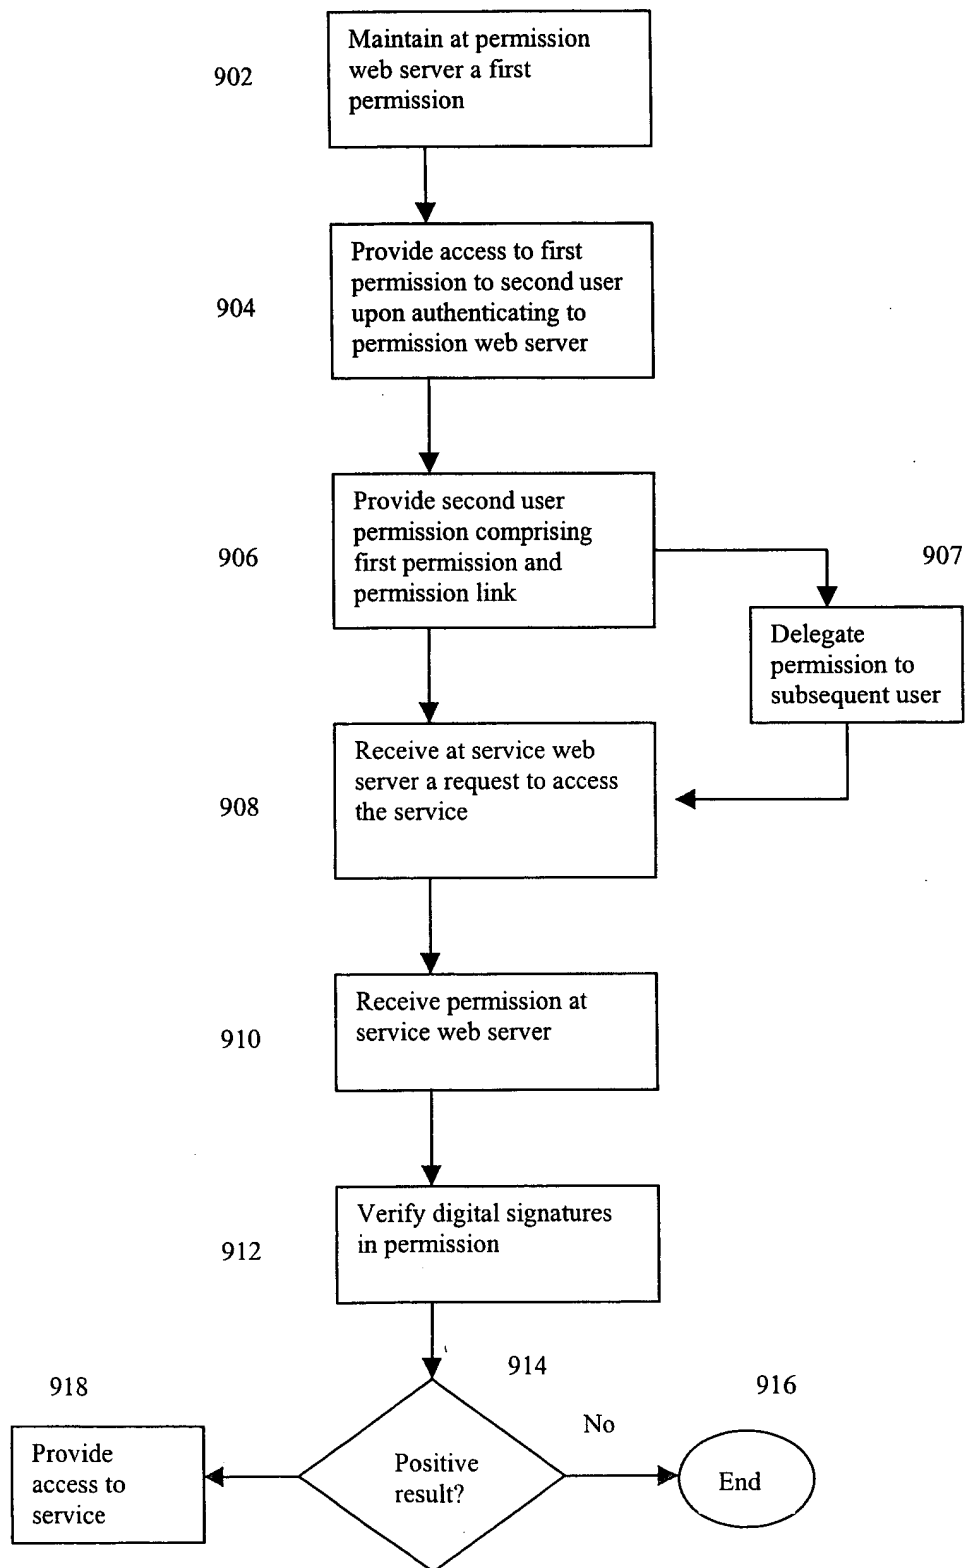 902
Maintain at permission
web server a first
permission
904
Provide access to first
permission to second user
upon authenticating to
permission web server
906
Provide second user
permission comprising
first permission and
permission link
907
Delegate
permission to
subsequent user
908
Receive at service web
server a request to access
the service
910
Receive permission at
service web server
912
Verify digital signatures
in permission
914
Positive
result?
No
916
End
918
Provide
access to
service